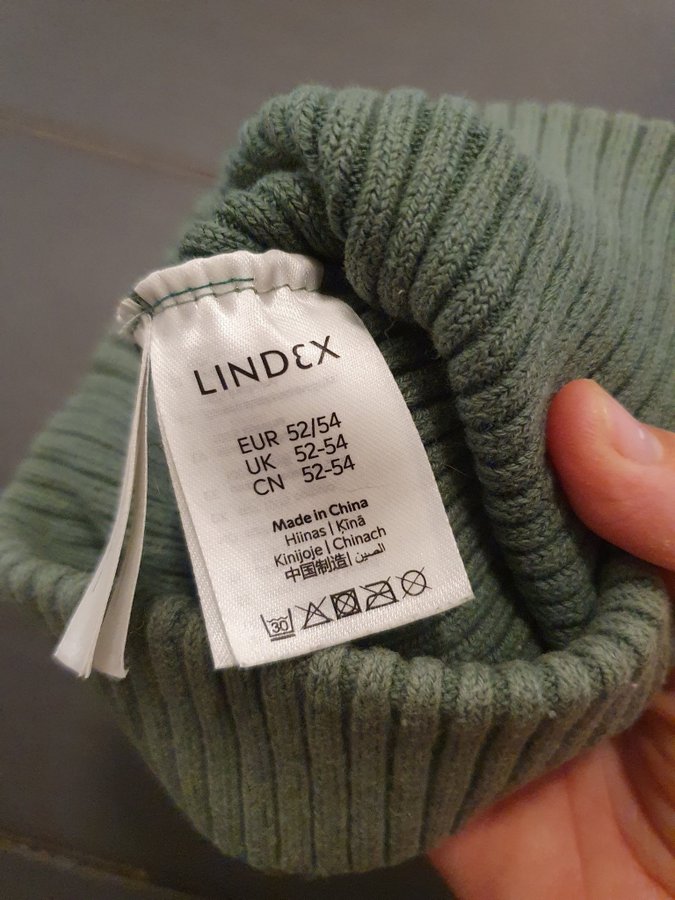 LINDEX
EUR 52/54
UK 52-54
CN 52-54
Made in China
Hiinas | Ķīnā
Kinijoje | Chinach
中国制造 | الصين
30